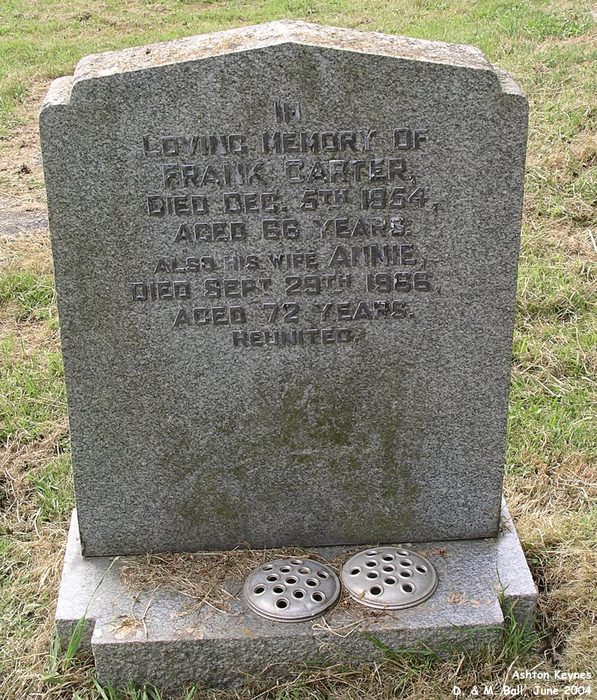 IN
LOVING MEMORY OF
FRANK CARTER,
DIED DEC. 5TH 1954,
AGED 66 YEARS.
ALSO HIS WIFE ANNIE,
DIED SEPT 29TH 1966,
AGED 72 YEARS.
REUNITED.
Ashton Keynes
D. & M. Ball, June 2004